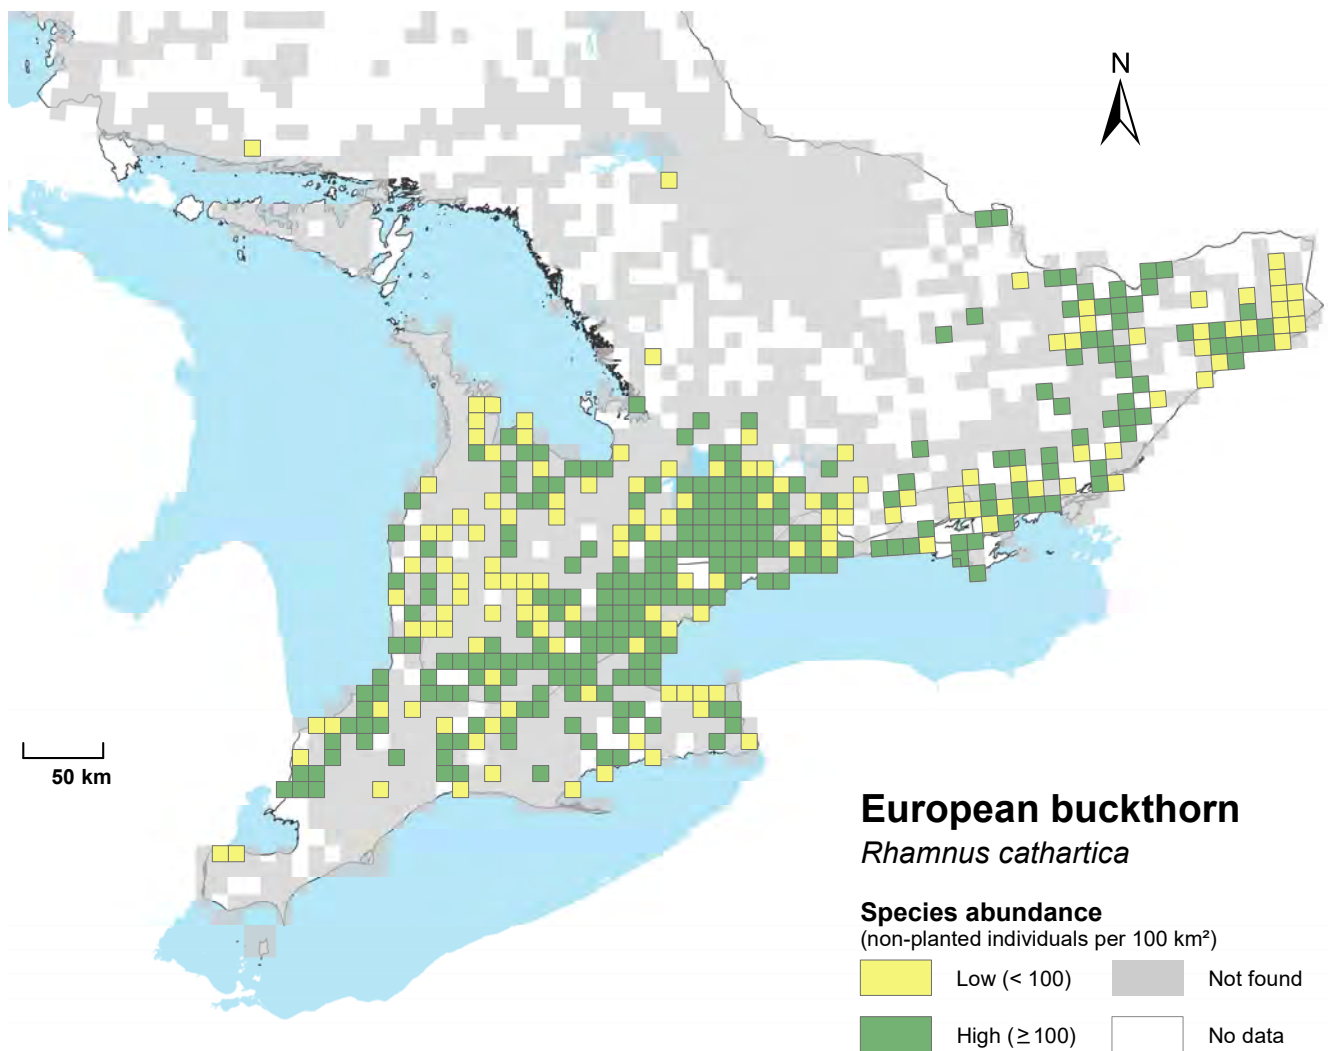 N
50 km
European buckthorn
Rhamnus cathartica
Species abundance
(non-planted individuals per 100 km²)
Low (< 100)
Not found
High (≥100)
No data